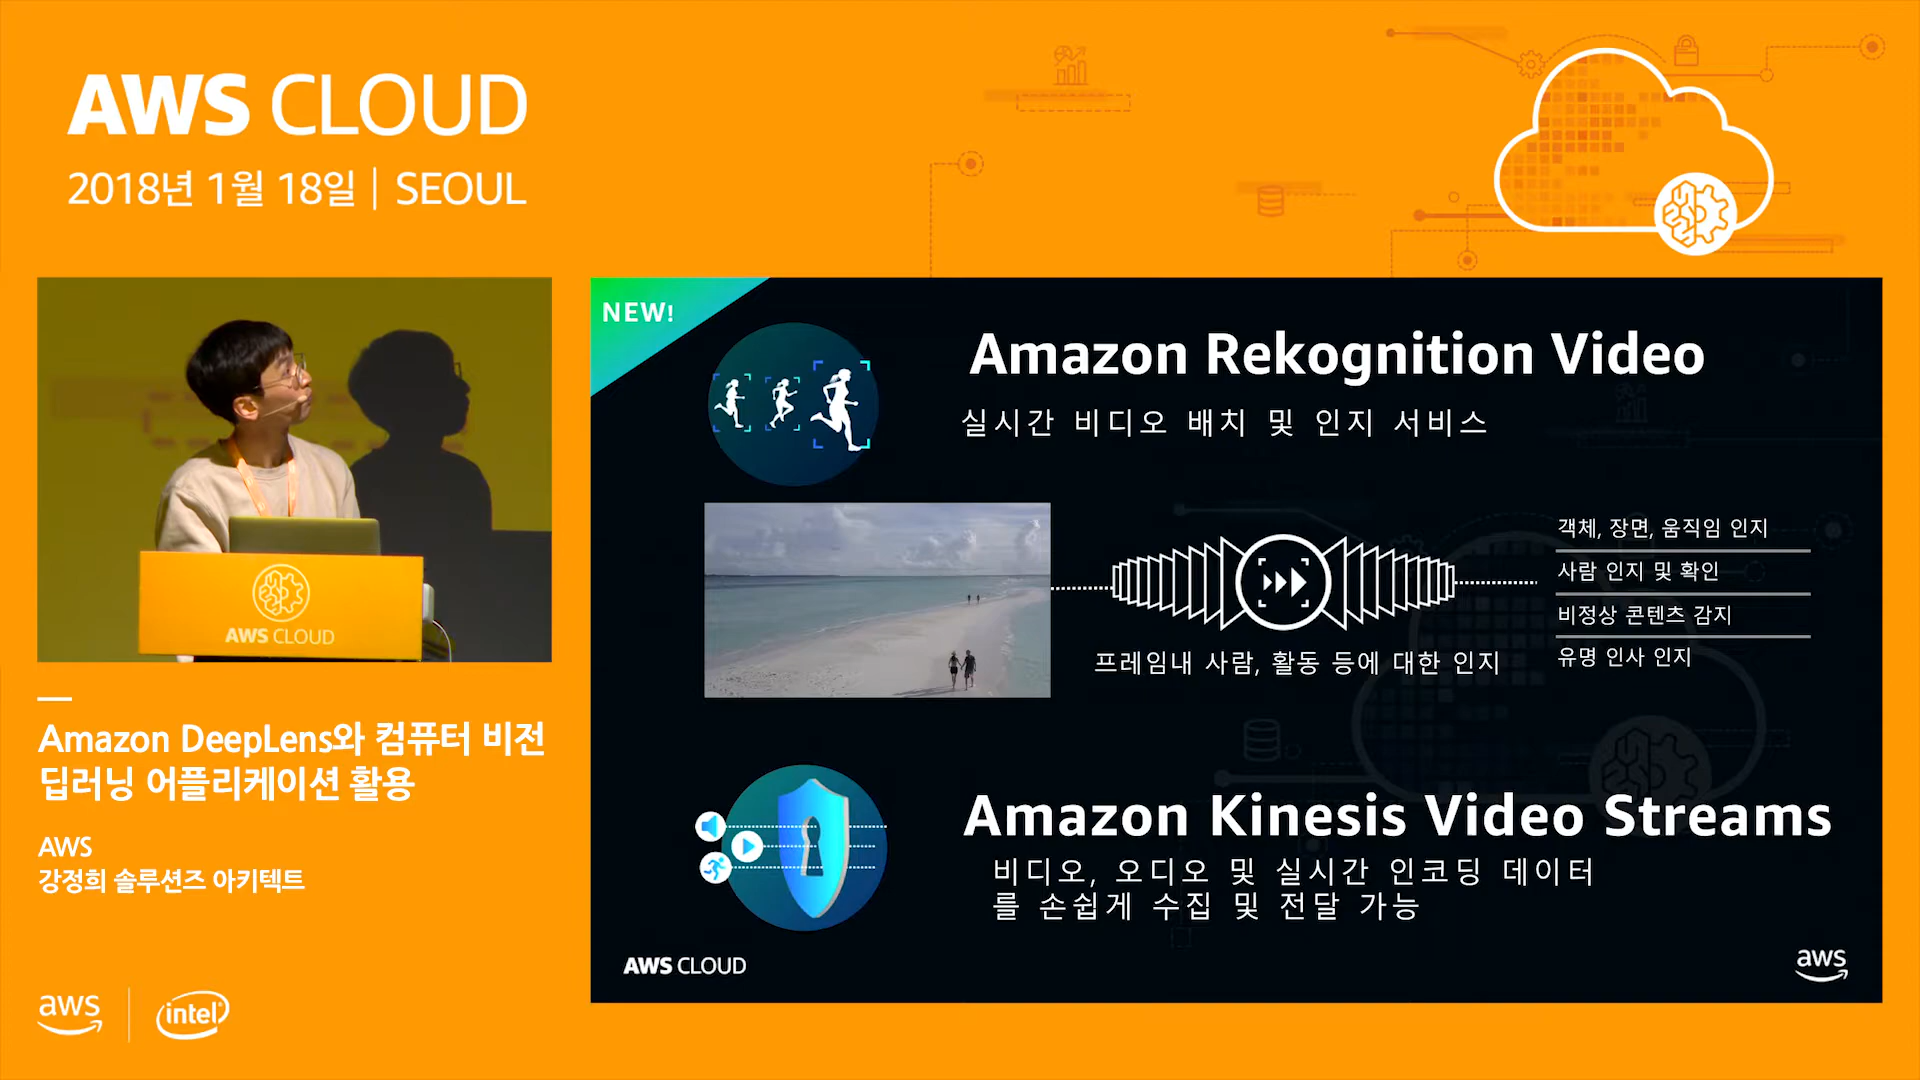 AWS CLOUD
2018년 1월 18일 | SEOUL
AWS CLOUD
Amazon DeepLens와 컴퓨터 비전
딥러닝 어플리케이션 활용
AWS
강정희 솔루션즈 아키텍트
aws
intel
NEW!
Amazon Rekognition Video
실시간 비디오 배치 및 인지 서비스
객체, 장면, 움직임 인지
사람 인지 및 확인
비정상 콘텐츠 감지
유명 인사 인지
프레임내 사람, 활동 등에 대한 인지
Amazon Kinesis Video Streams
비디오, 오디오 및 실시간 인코딩 데이터
를 손쉽게 수집 및 전달 가능
AWS CLOUD
aws